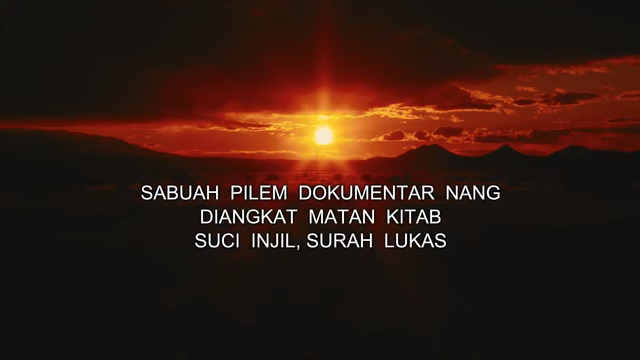 SABUAH PILEM DOKUMENTAR NANG
DIANGKAT MATAN KITAB
SUCI INJIL, SURAH LUKAS